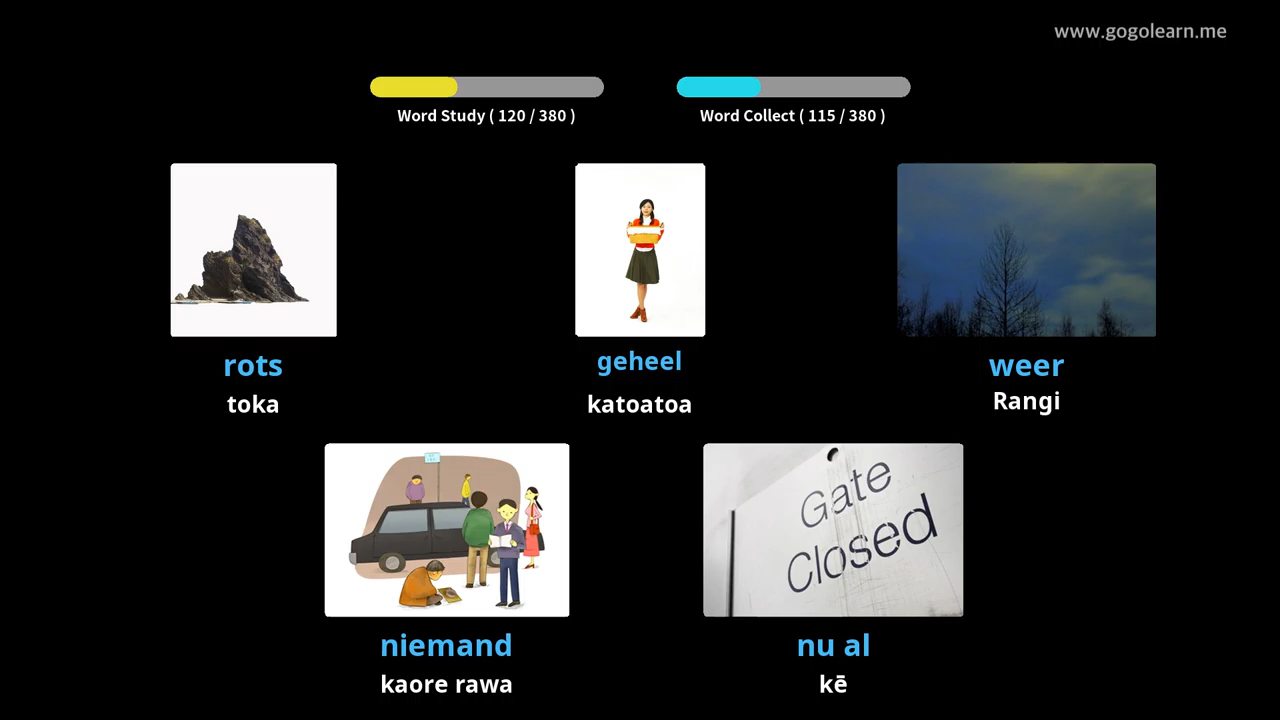 www.gogolearn.me
Word Study ( 120 / 380 )
Word Collect ( 115 / 380 )
rots
toka
geheel
katoatoa
weer
Rangi
Gate
Closed
niemand
kaore rawa
nu al
kē